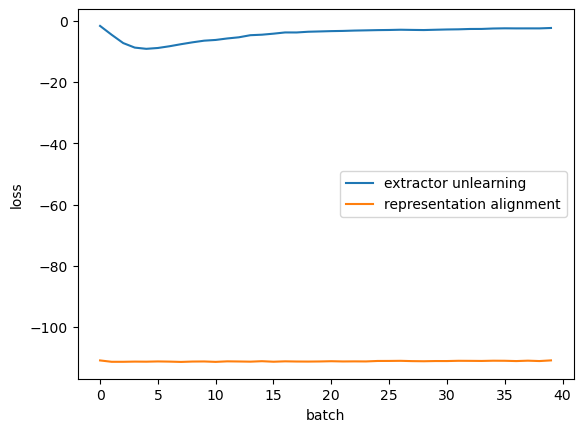 0
−20
−40
−60
−80
−100
loss
extractor unlearning
representation alignment
0 5 10 15 20 25 30 35 40
batch